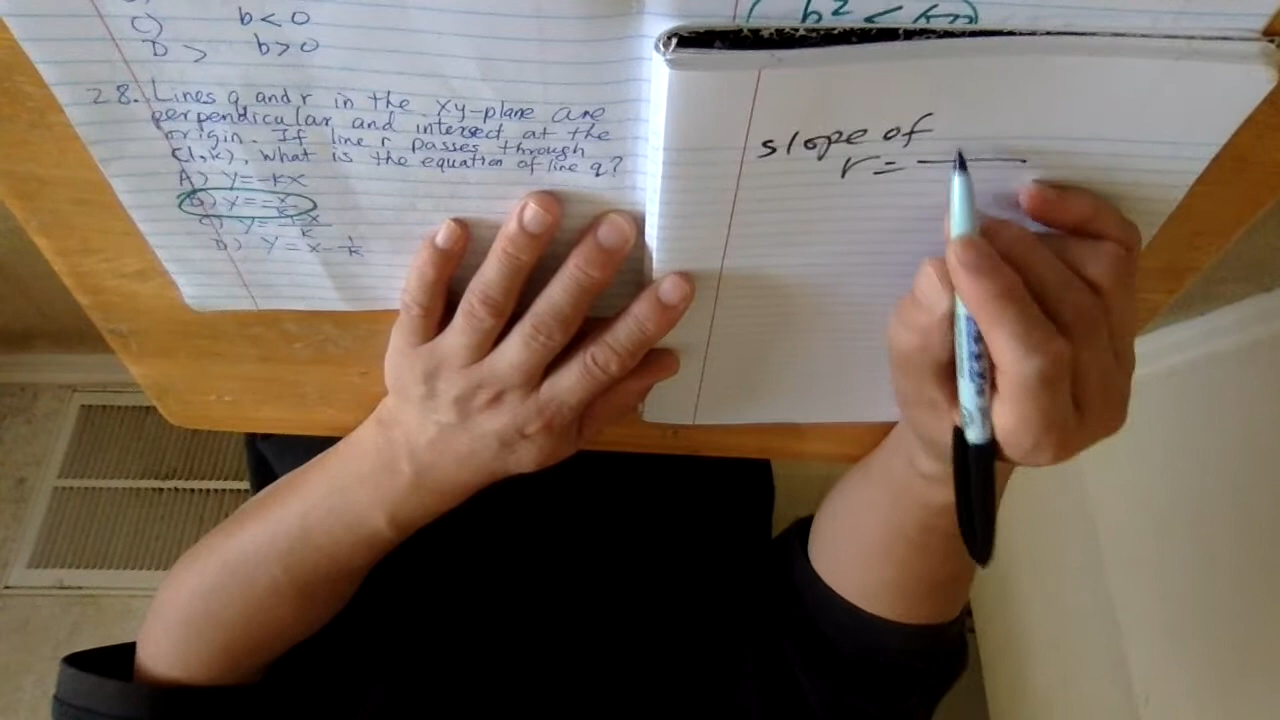 C) b < 0
D > b > 0
28. Lines q and r in the xy-plane are
perpendicular and intersect at the
origin. If line r passes through
(1,k), what is the equation of line q?
A) y=-kx
B) y = -x/k
y = -x/k
D) y = x - 1/k
b² <
slope of
r =